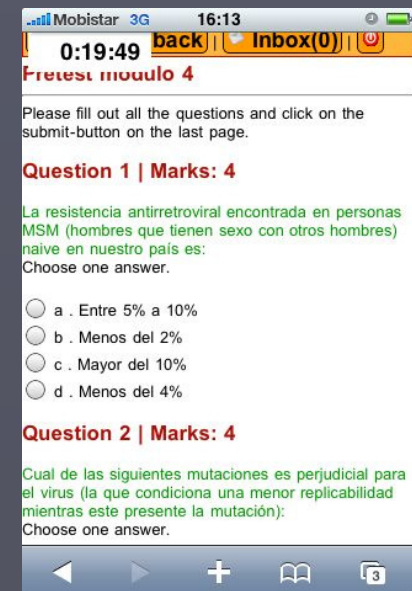 Mobistar 3G 16:13
0:19:49 back | Inbox(0) |
Pretest modulo 4
Please fill out all the questions and click on the
submit-button on the last page.
Question 1 | Marks: 4
La resistencia antirretroviral encontrada en personas
MSM (hombres que tienen sexo con otros hombres)
naive en nuestro país es:
Choose one answer.
a . Entre 5% a 10%
b . Menos del 2%
c . Mayor del 10%
d . Menos del 4%
Question 2 | Marks: 4
Cual de las siguientes mutaciones es perjudicial para
el virus (la que condiciona una menor replicabilidad
mientras este presente la mutación):
Choose one answer.
3